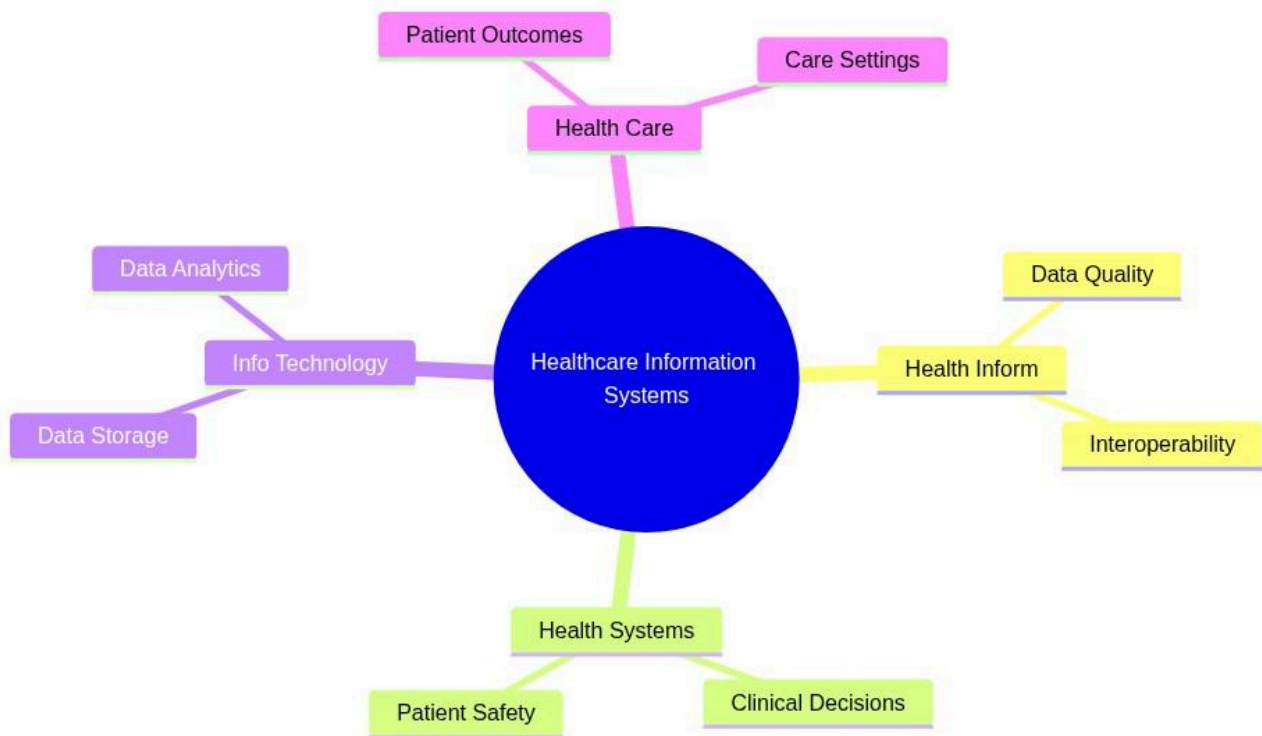 Patient Outcomes
Care Settings
Health Care
Data Analytics
Data Quality
Info Technology
Healthcare Information
Systems
Health Inform
Data Storage
Interoperability
Health Systems
Patient Safety
Clinical Decisions